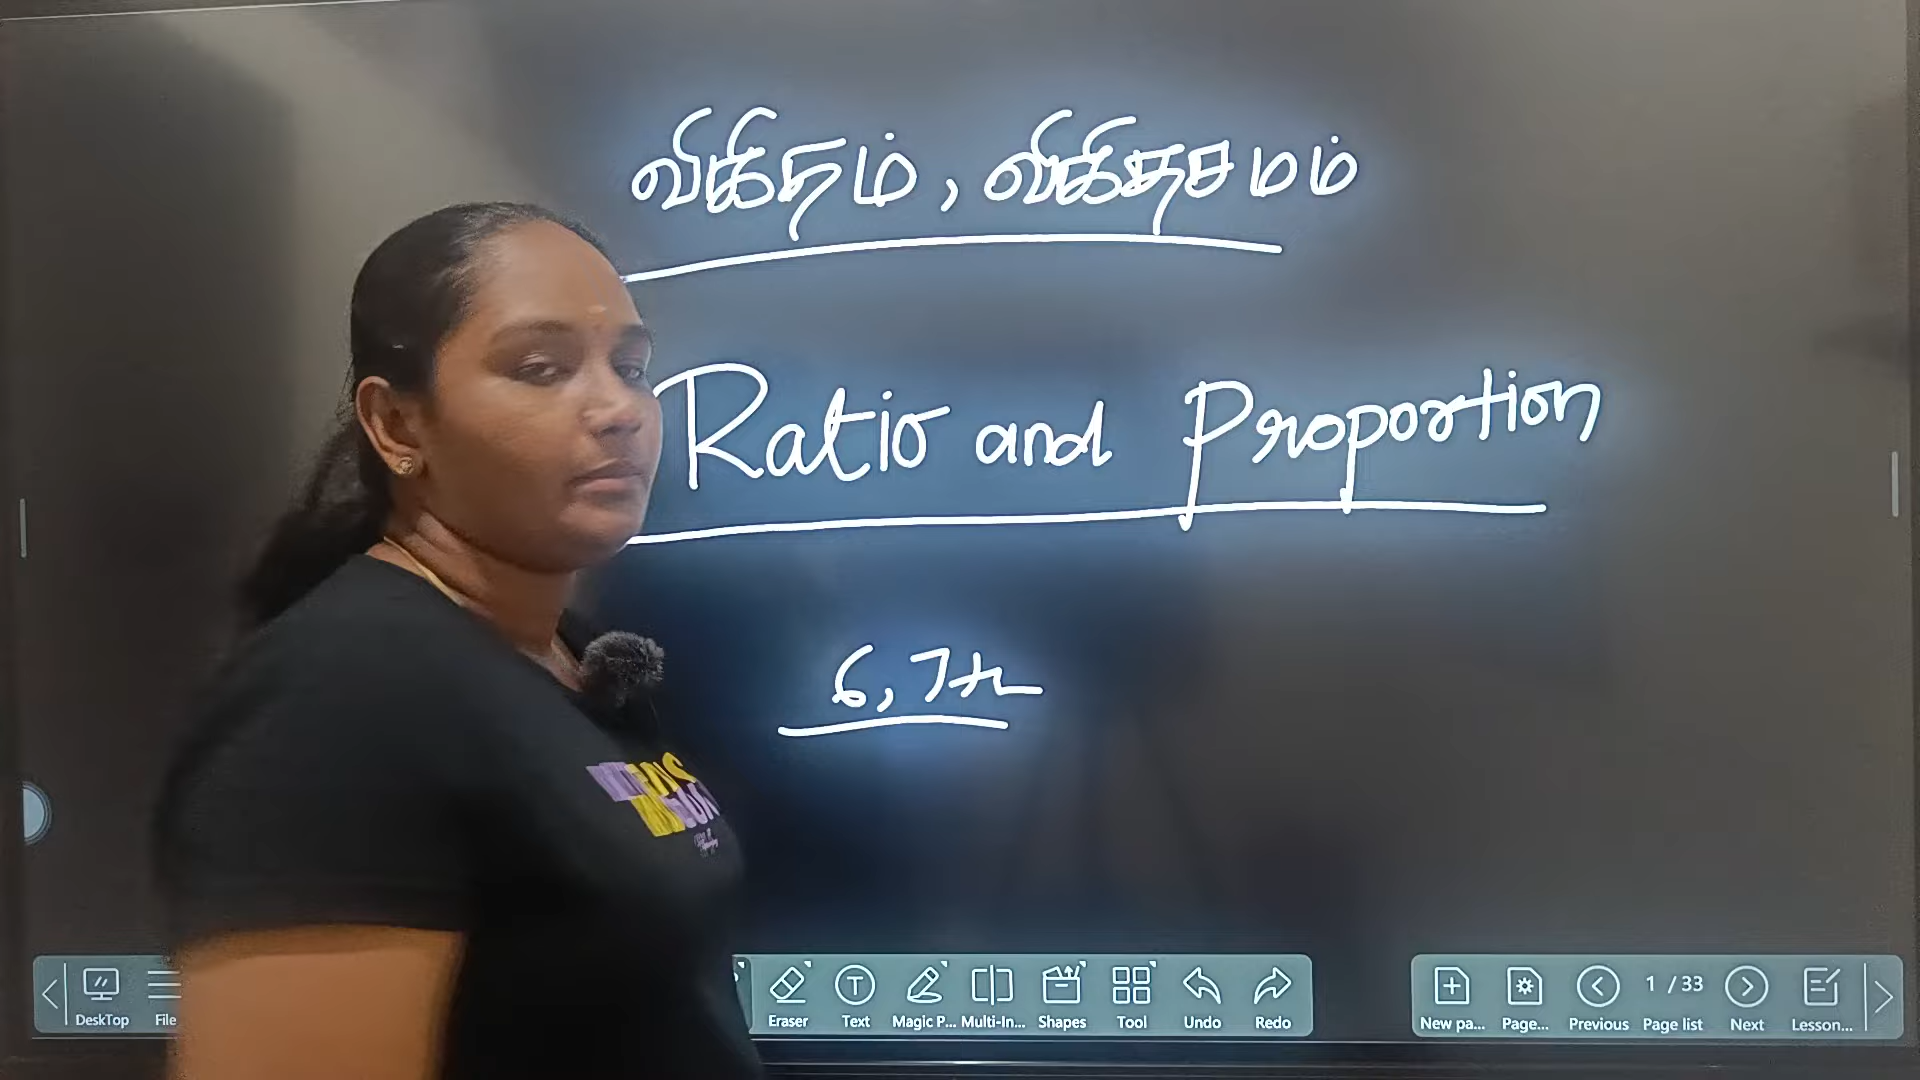 விகிதம், விகிதசமம்
Ratio and Proportion
6, 7th
DeskTop
File
Eraser
Text
Magic P...
Multi-In...
Shapes
Tool
Undo
Redo
New pa...
Page...
Previous
1 / 33
Page list
Next
Lesson...